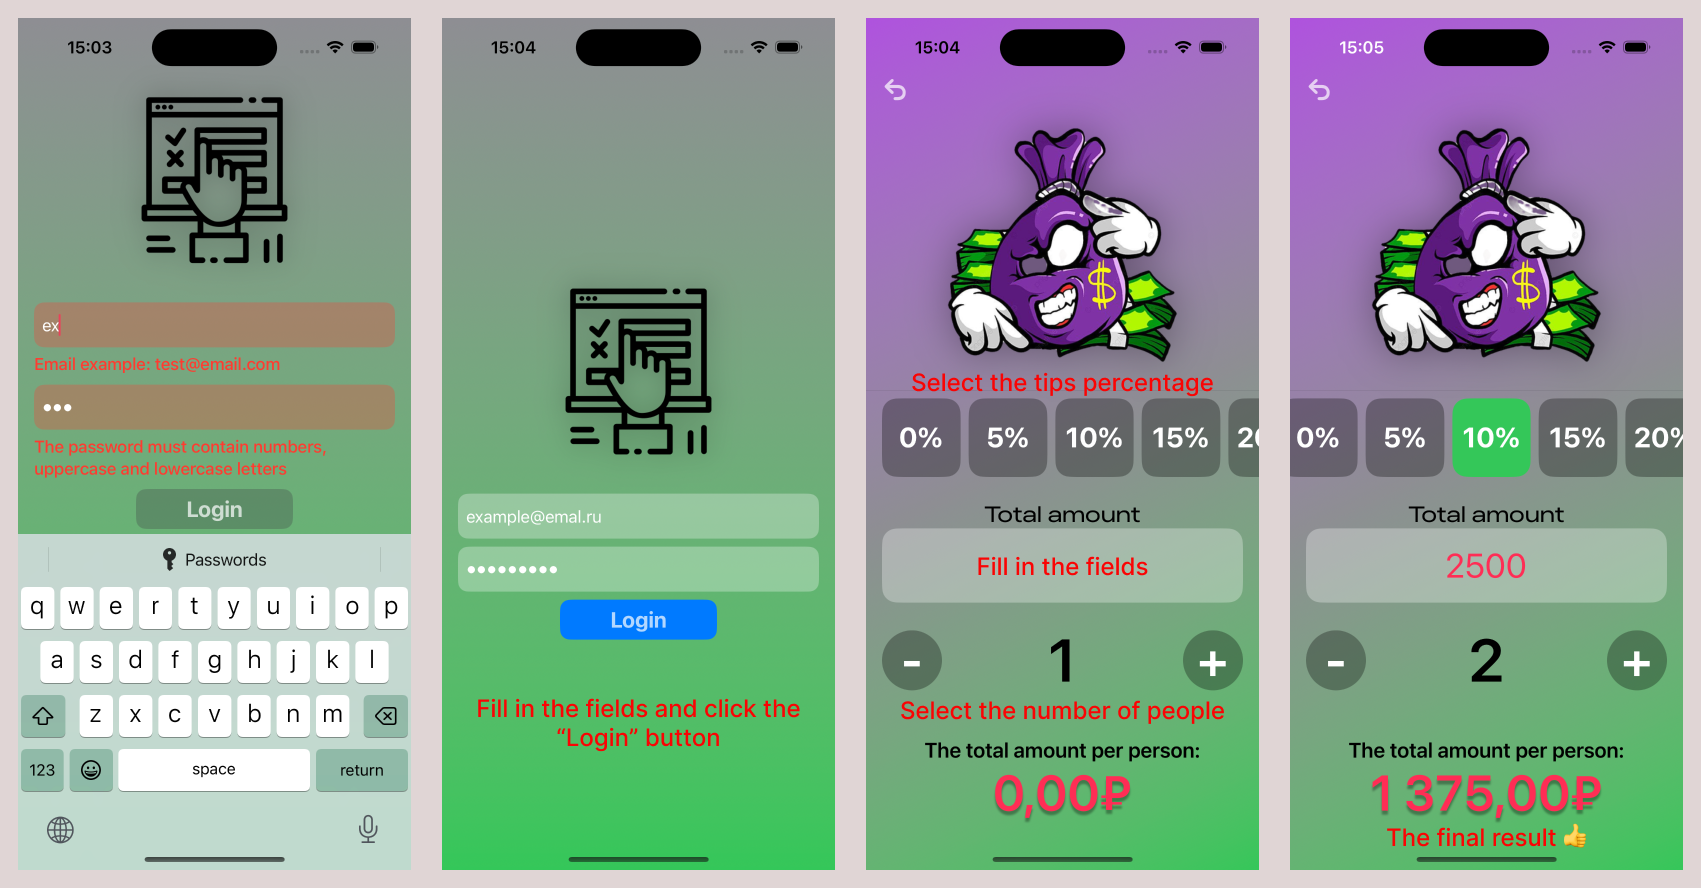 15:03
ex
Email example: test@email.com
•••
The password must contain numbers,
uppercase and lowercase letters
Login
Passwords
q w e r t y u i o p
a s d f g h j k l
z x c v b n m
123 space return
15:04
example@emal.ru
•••••••••
Login
Fill in the fields and click the
“Login” button
15:04
$
Select the tips percentage
0% 5% 10% 15% 20
Total amount
Fill in the fields
- 1 +
Select the number of people
The total amount per person:
0,00₽
15:05
$
0% 5% 10% 15% 20%
Total amount
2500
- 2 +
The total amount per person:
1 375,00₽
The final result 👍